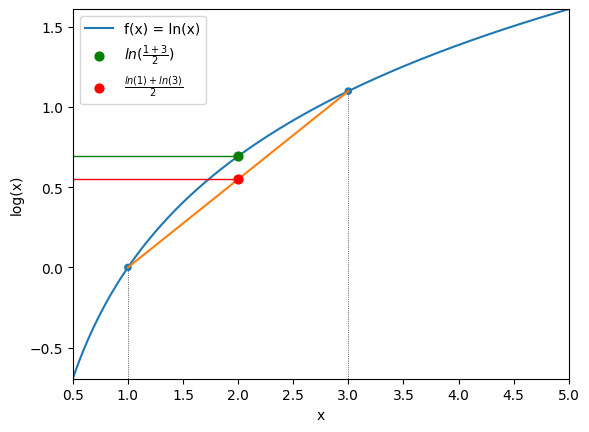 f(x) = ln(x)
ln(\frac{1+3}{2})
\frac{ln(1)+ln(3)}{2}
1.5
1.0
0.5
0.0
−0.5
log(x)
0.5 1.0 1.5 2.0 2.5 3.0 3.5 4.0 4.5 5.0
x